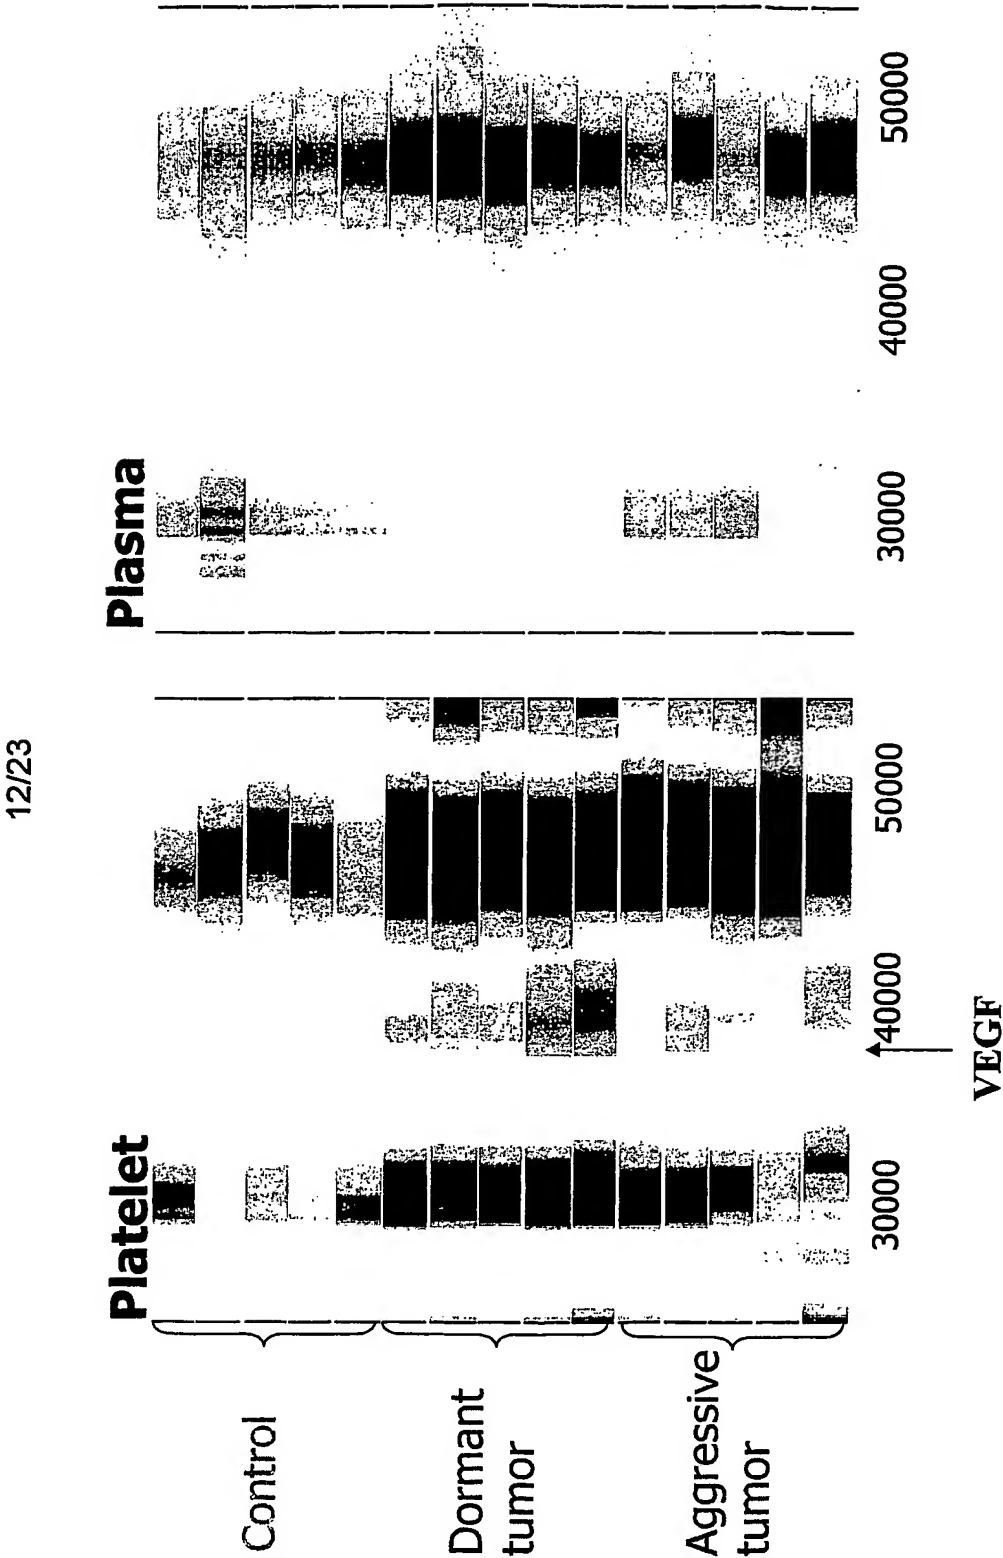 12/23
Platelet
Plasma
Control
Dormant
tumor
Aggressive
tumor
30000
40000
50000
30000
40000
50000
VEGF